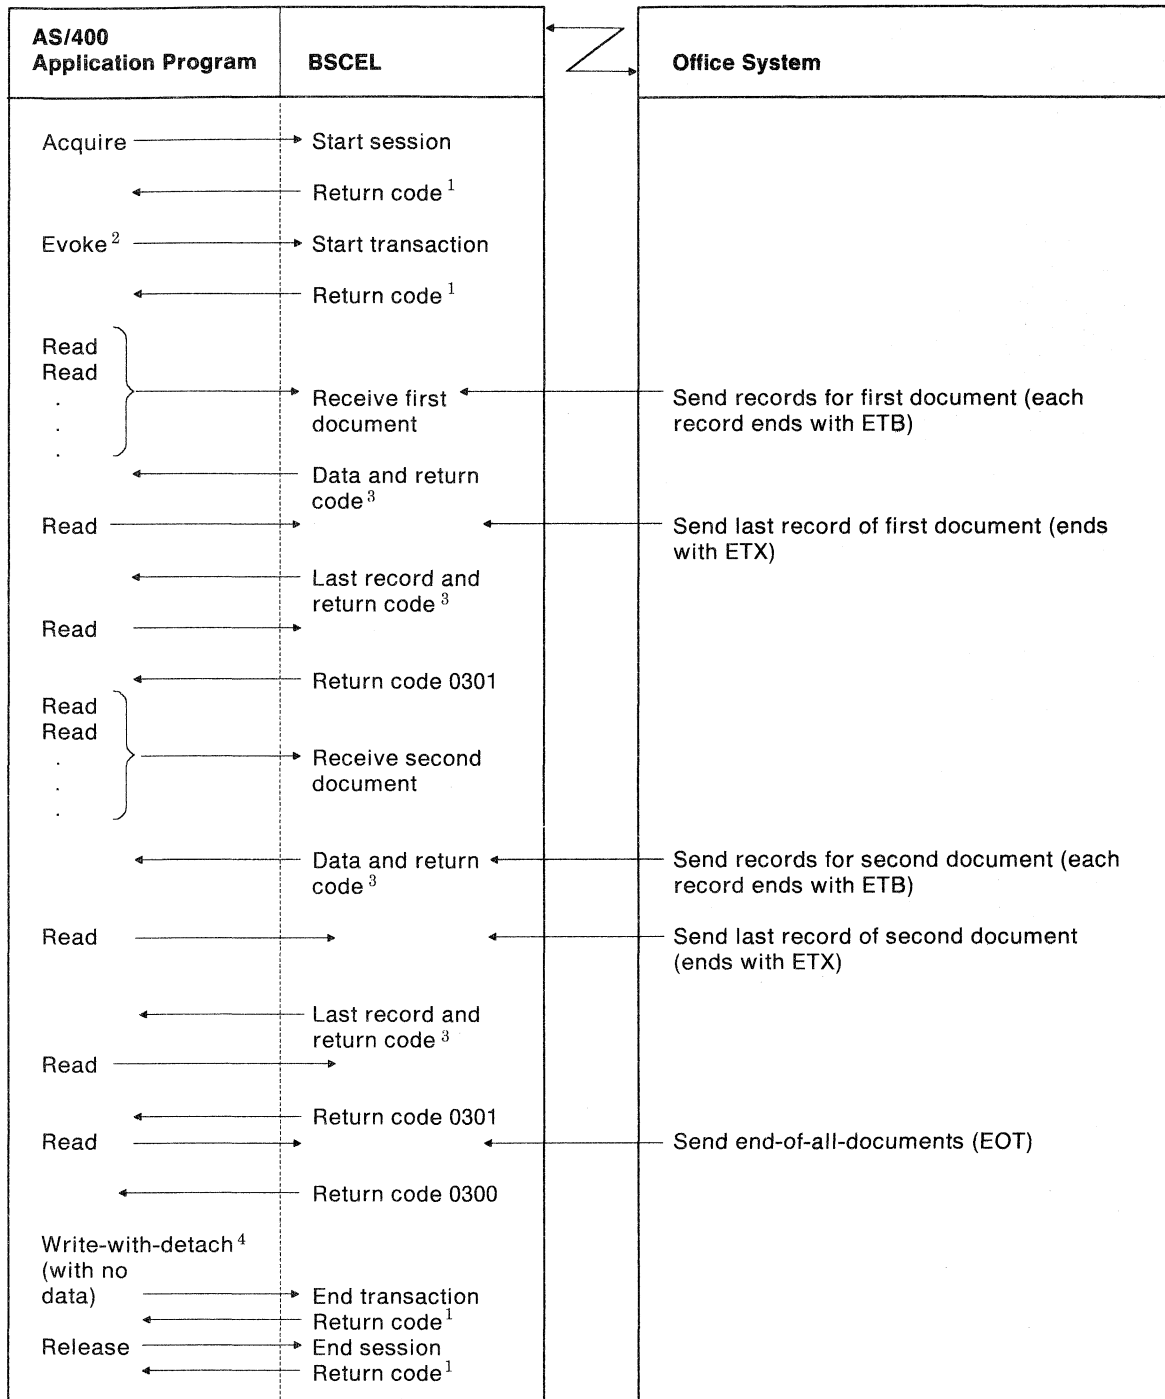 AS/400
Application Program
BSCEL
Office System
Acquire
Start session
Return code 1
Evoke 2
Start transaction
Return code 1
Read
Read
.
.
.
Receive first
document
Send records for first document (each
record ends with ETB)
Data and return
code 3
Read
Send last record of first document (ends
with ETX)
Last record and
return code 3
Read
Return code 0301
Read
Read
.
.
.
Receive second
document
Data and return
code 3
Send records for second document (each
record ends with ETB)
Read
Send last record of second document
(ends with ETX)
Last record and
return code 3
Read
Return code 0301
Read
Send end-of-all-documents (EOT)
Return code 0300
Write-with-detach 4
(with no
data)
End transaction
Return code 1
Release
End session
Return code 1